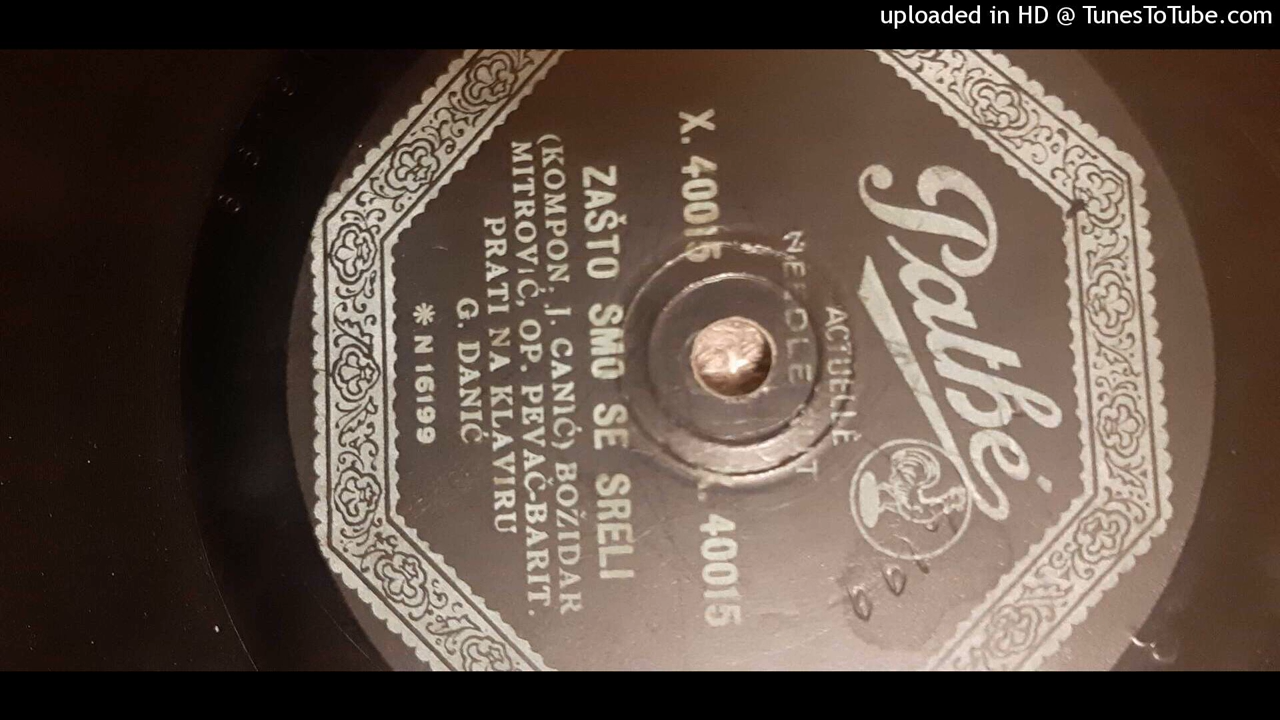 uploaded in HD @ TunesToTube.com
Pathé
ACTUELLE
X. 40015 X. 40015
ZAŠTO SMO SE SRELI
(KOMPON. J. CANIĆ) BOŽIDAR
MITROVIĆ, OP. PEVAČ-BARIT.
PRATI NA KLAVIRU
G. DANIĆ
* N 16199